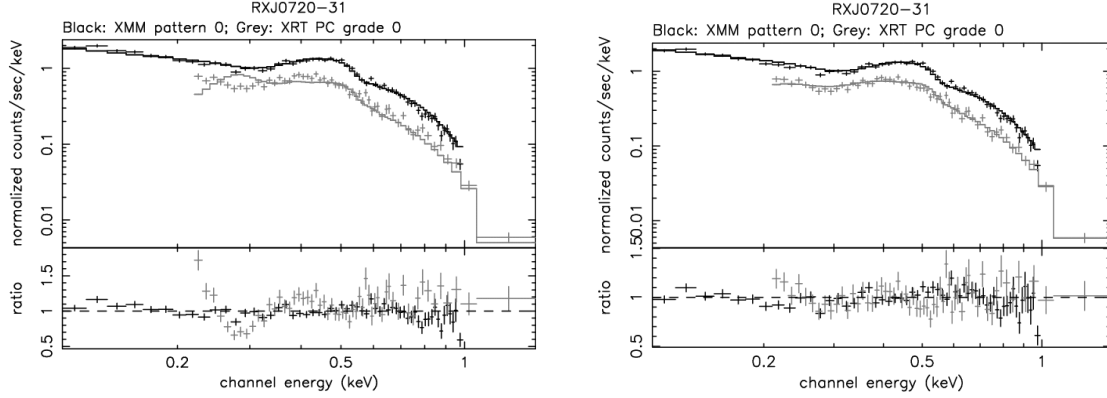 RXJ0720−31
Black: XMM pattern 0; Grey: XRT PC grade 0
normalized counts/sec/keV
1
0.1
0.01
ratio
1.5
1
0.5
0.2
0.5
1
channel energy (keV)
RXJ0720−31
Black: XMM pattern 0; Grey: XRT PC grade 0
normalized counts/sec/keV
1
0.1
50.01
ratio
1
0.5
0.2
0.5
1
channel energy (keV)